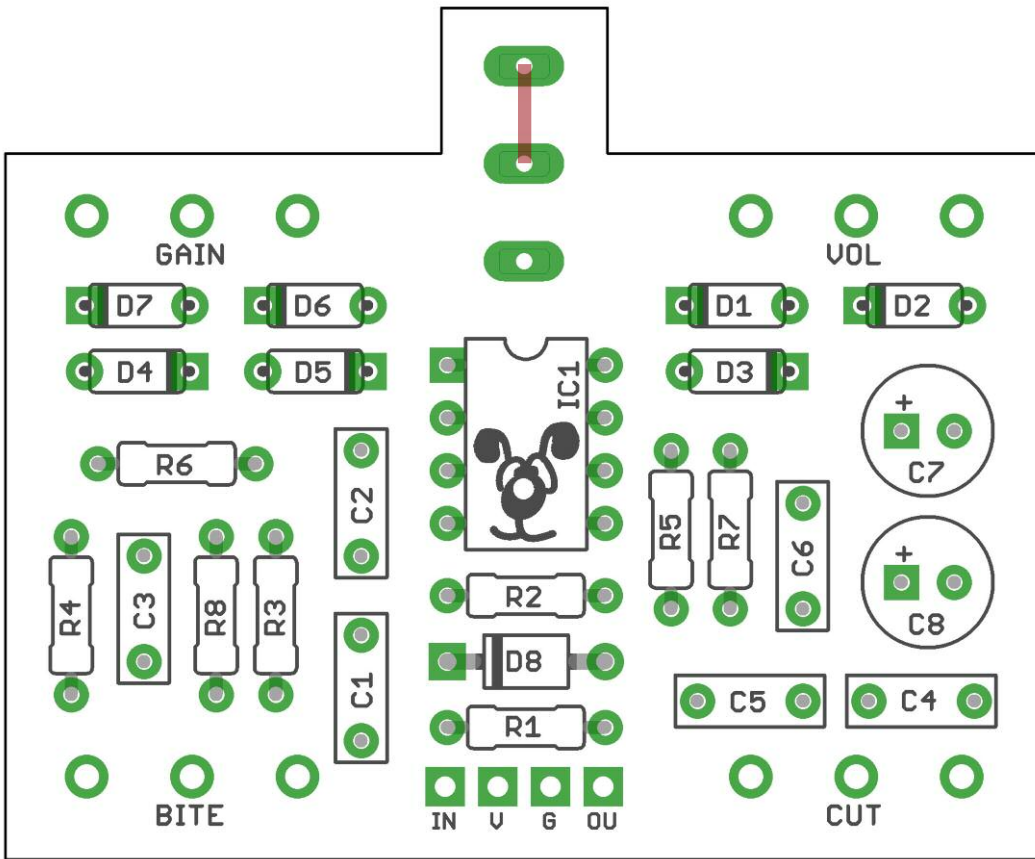 GAIN
VOL
D7
D6
D1
D2
D4
D5
D3
IC1
+
C7
R6
C2
R5
R7
C6
+
C8
R4
C3
R8
R3
R2
D8
C1
R1
C5
C4
BITE
IN
V
G
OU
CUT